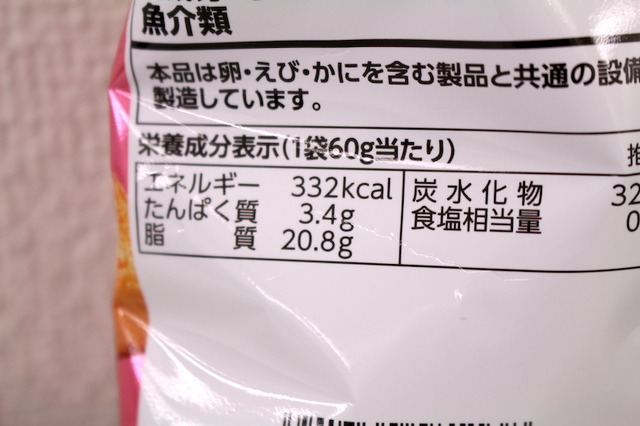 魚介類
本品は卵・えび・かにを含む製品と共通の設備
製造しています。
栄養成分表示(1袋60g当たり)
推
エネルギー 332kcal 炭水化物 32
たんぱく質 3.4g 食塩相当量 0
脂質 20.8g